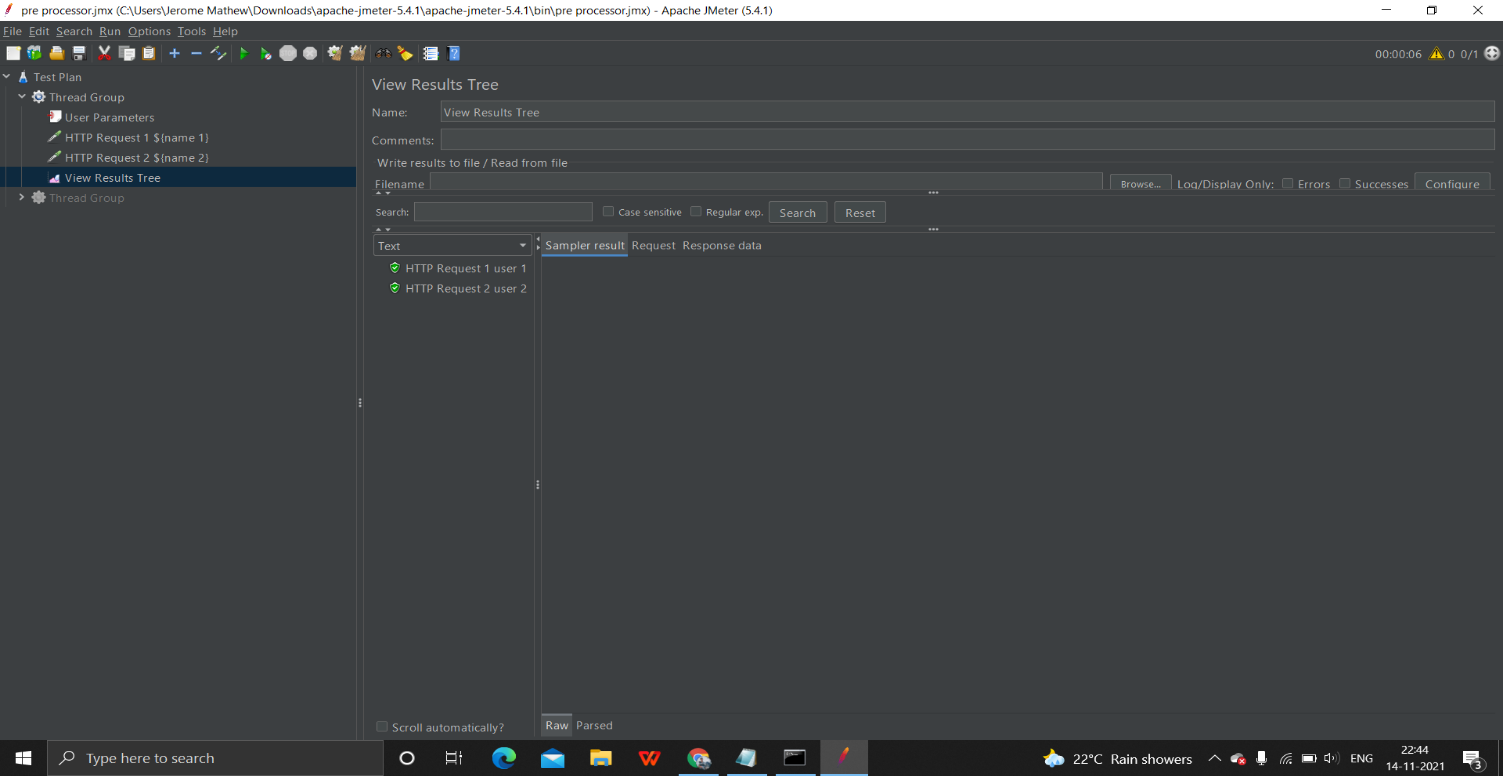 pre processor.jmx (C:\Users\Jerome Mathew\Downloads\apache-jmeter-5.4.1\apache-jmeter-5.4.1\bin\pre processor.jmx) - Apache JMeter (5.4.1)
File Edit Search Run Options Tools Help
00:00:06 0 0/1
Test Plan
Thread Group
User Parameters
HTTP Request 1 ${name 1}
HTTP Request 2 ${name 2}
View Results Tree
Thread Group
View Results Tree
Name: View Results Tree
Comments:
Write results to file / Read from file
Filename Browse... Log/Display Only: Errors Successes Configure
Search: Case sensitive Regular exp. Search Reset
Text Sampler result Request Response data
HTTP Request 1 user 1
HTTP Request 2 user 2
Scroll automatically? Raw Parsed
Type here to search 22°C Rain showers ENG 22:44
14-11-2021 3